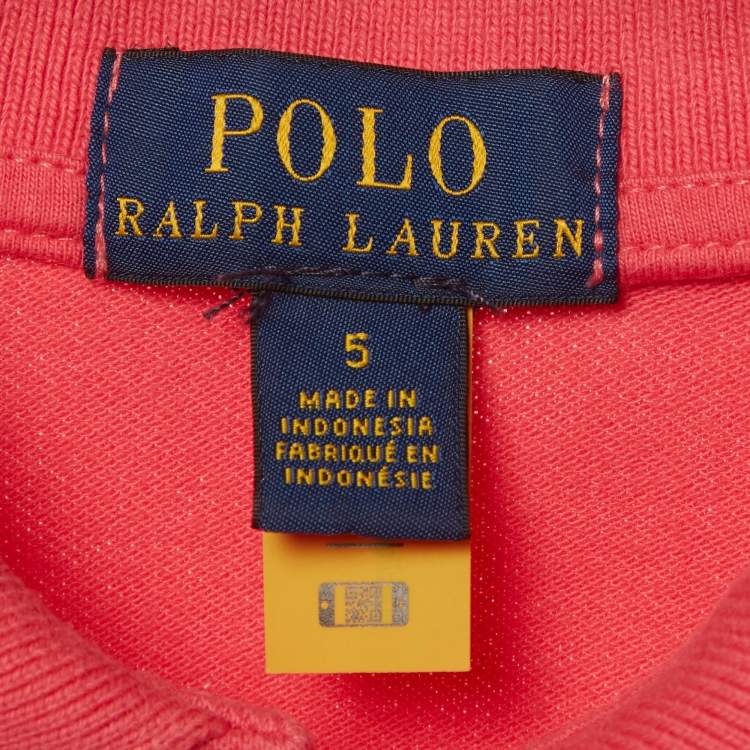 POLO
RALPH LAUREN
5
MADE IN
INDONESIA
FABRIQUÉ EN
INDONÉSIE